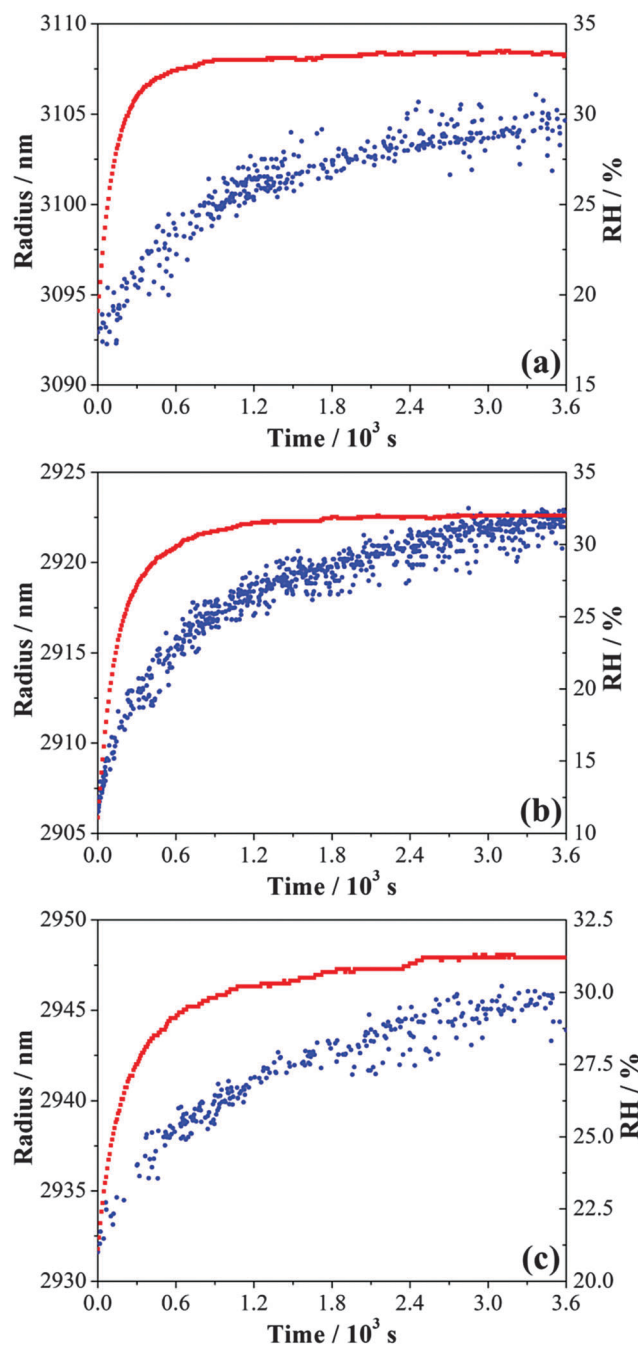 3110
3105
3100
3095
3090
Radius / nm
35
30
25
20
15
RH / %
(a)
0.0 0.6 1.2 1.8 2.4 3.0 3.6
Time / 10³ s
2925
2920
2915
2910
2905
Radius / nm
35
30
25
20
15
10
RH / %
(b)
0.0 0.6 1.2 1.8 2.4 3.0 3.6
Time / 10³ s
2950
2945
2940
2935
2930
Radius / nm
32.5
30.0
27.5
25.0
22.5
20.0
RH / %
(c)
0.0 0.6 1.2 1.8 2.4 3.0 3.6
Time / 10³ s